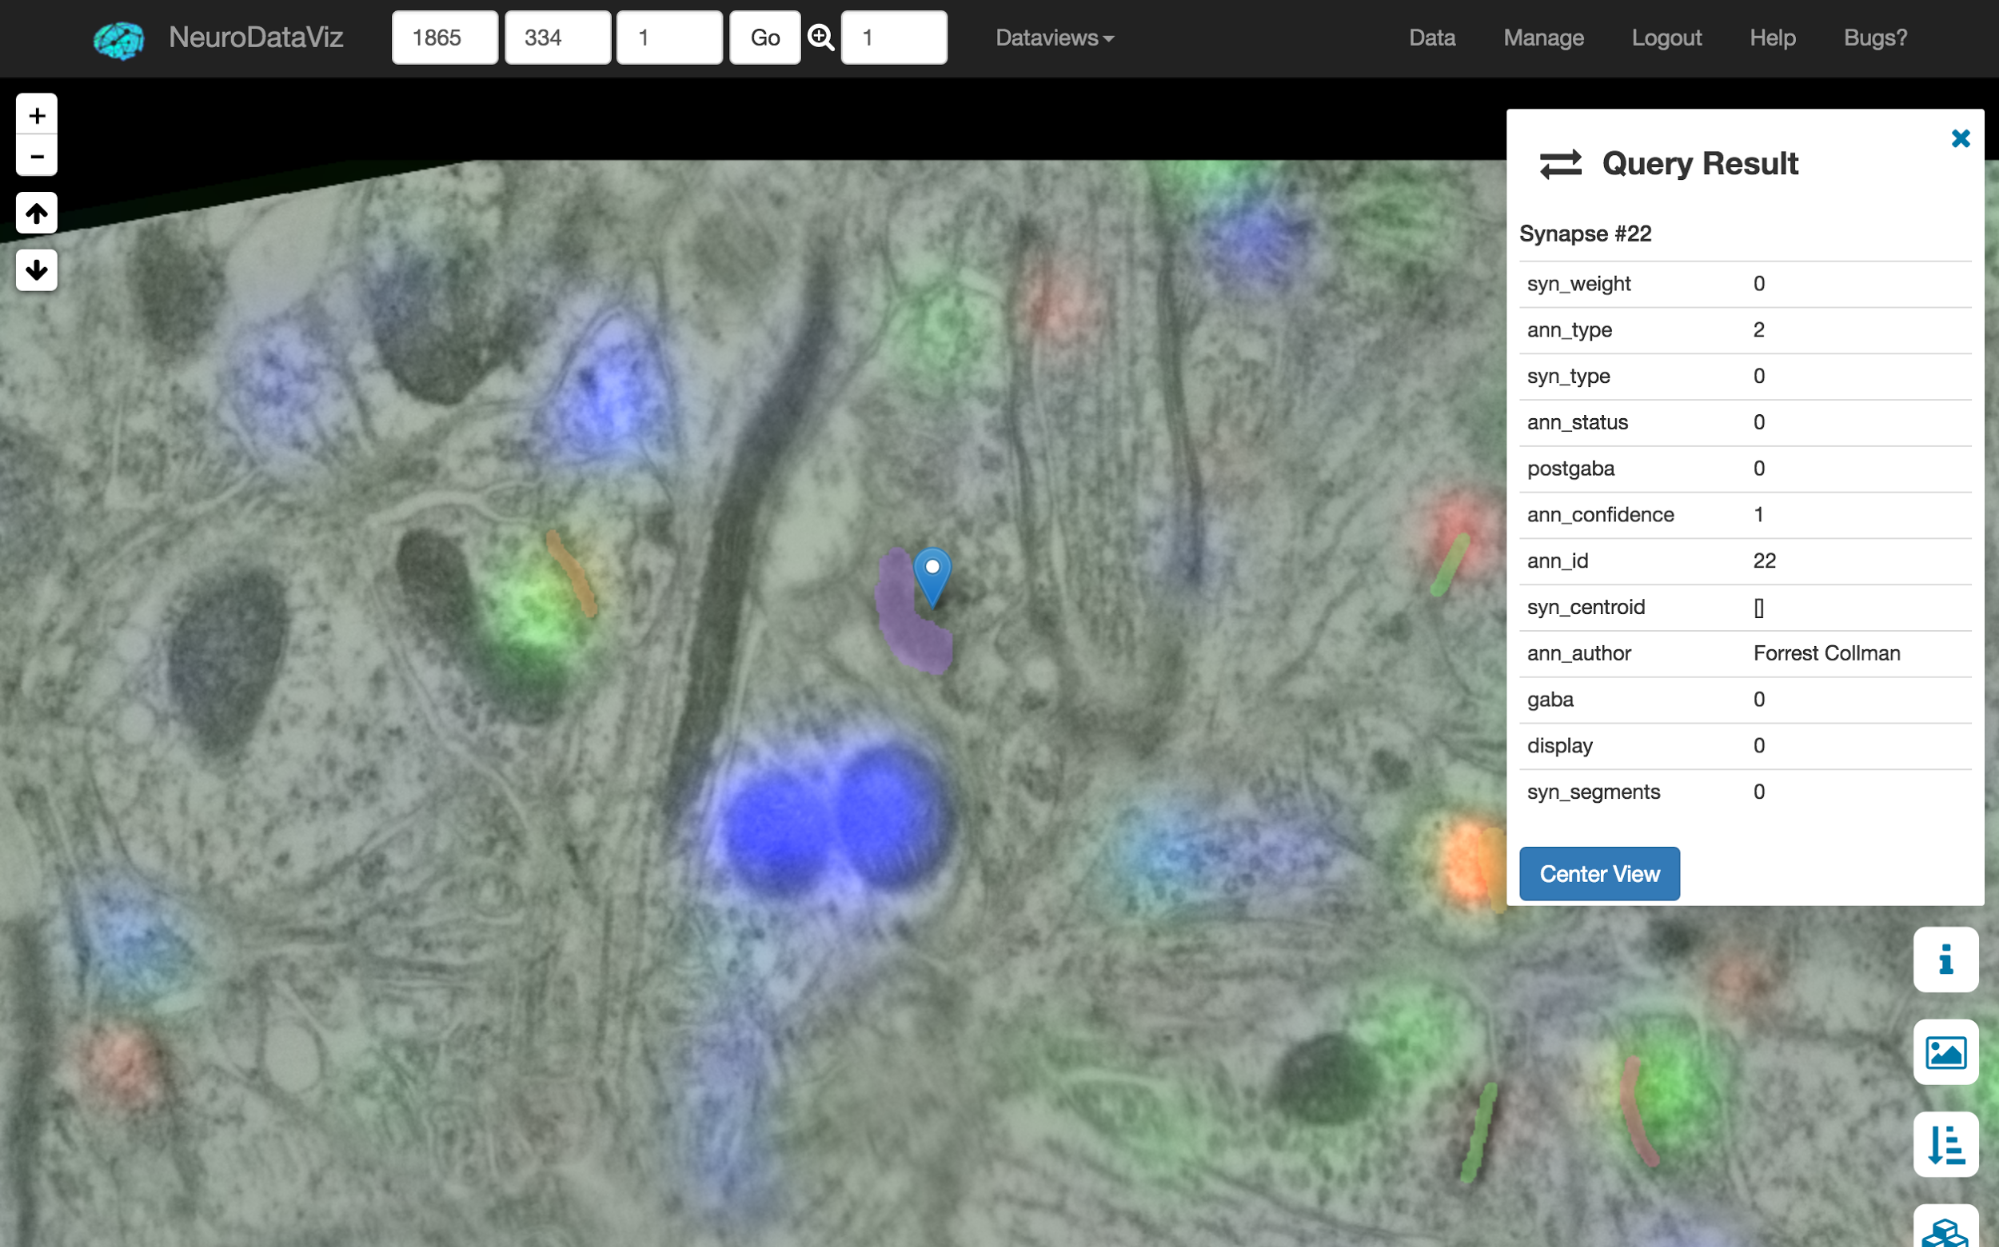 NeuroDataViz 1865 334 1 Go 1 Dataviews Data Manage Logout Help Bugs?
+
-
Query Result
Synapse #22
syn_weight 0
ann_type 2
syn_type 0
ann_status 0
postgaba 0
ann_confidence 1
ann_id 22
syn_centroid []
ann_author Forrest Collman
gaba 0
display 0
syn_segments 0
Center View